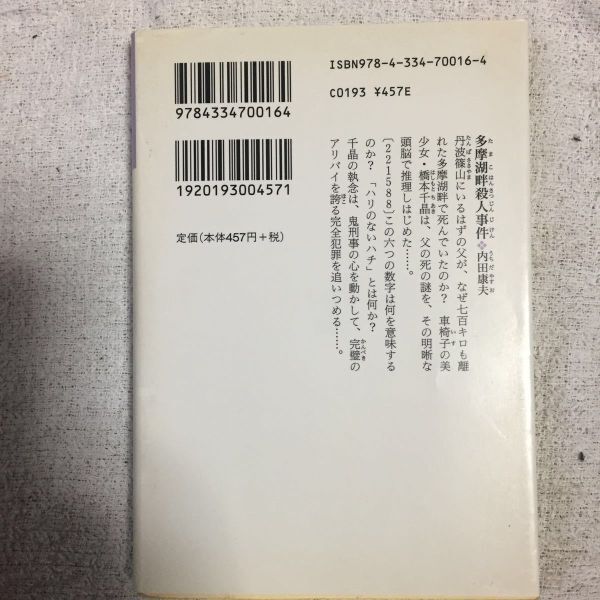 ISBN978-4-334-70016-4
C0193 ¥457E
9784334700164
1920193004571
定価(本体457円+税)
多摩湖畔殺人事件❖内田康夫
丹波篠山にいるはずの父が、なぜ七百キロも離
れた多摩湖畔で死んでいたのか? 車椅子の美
少女・橋本千晶は、父の死の謎を、その明晰な
頭脳で推理しはじめた……。
〔221588〕この六つの数字は何を意味する
のか? 「ハリのないハチ」とは何か?
千晶の執念は、鬼刑事の心を動かして、完璧の
アリバイを誇る完全犯罪を追いつめる……。